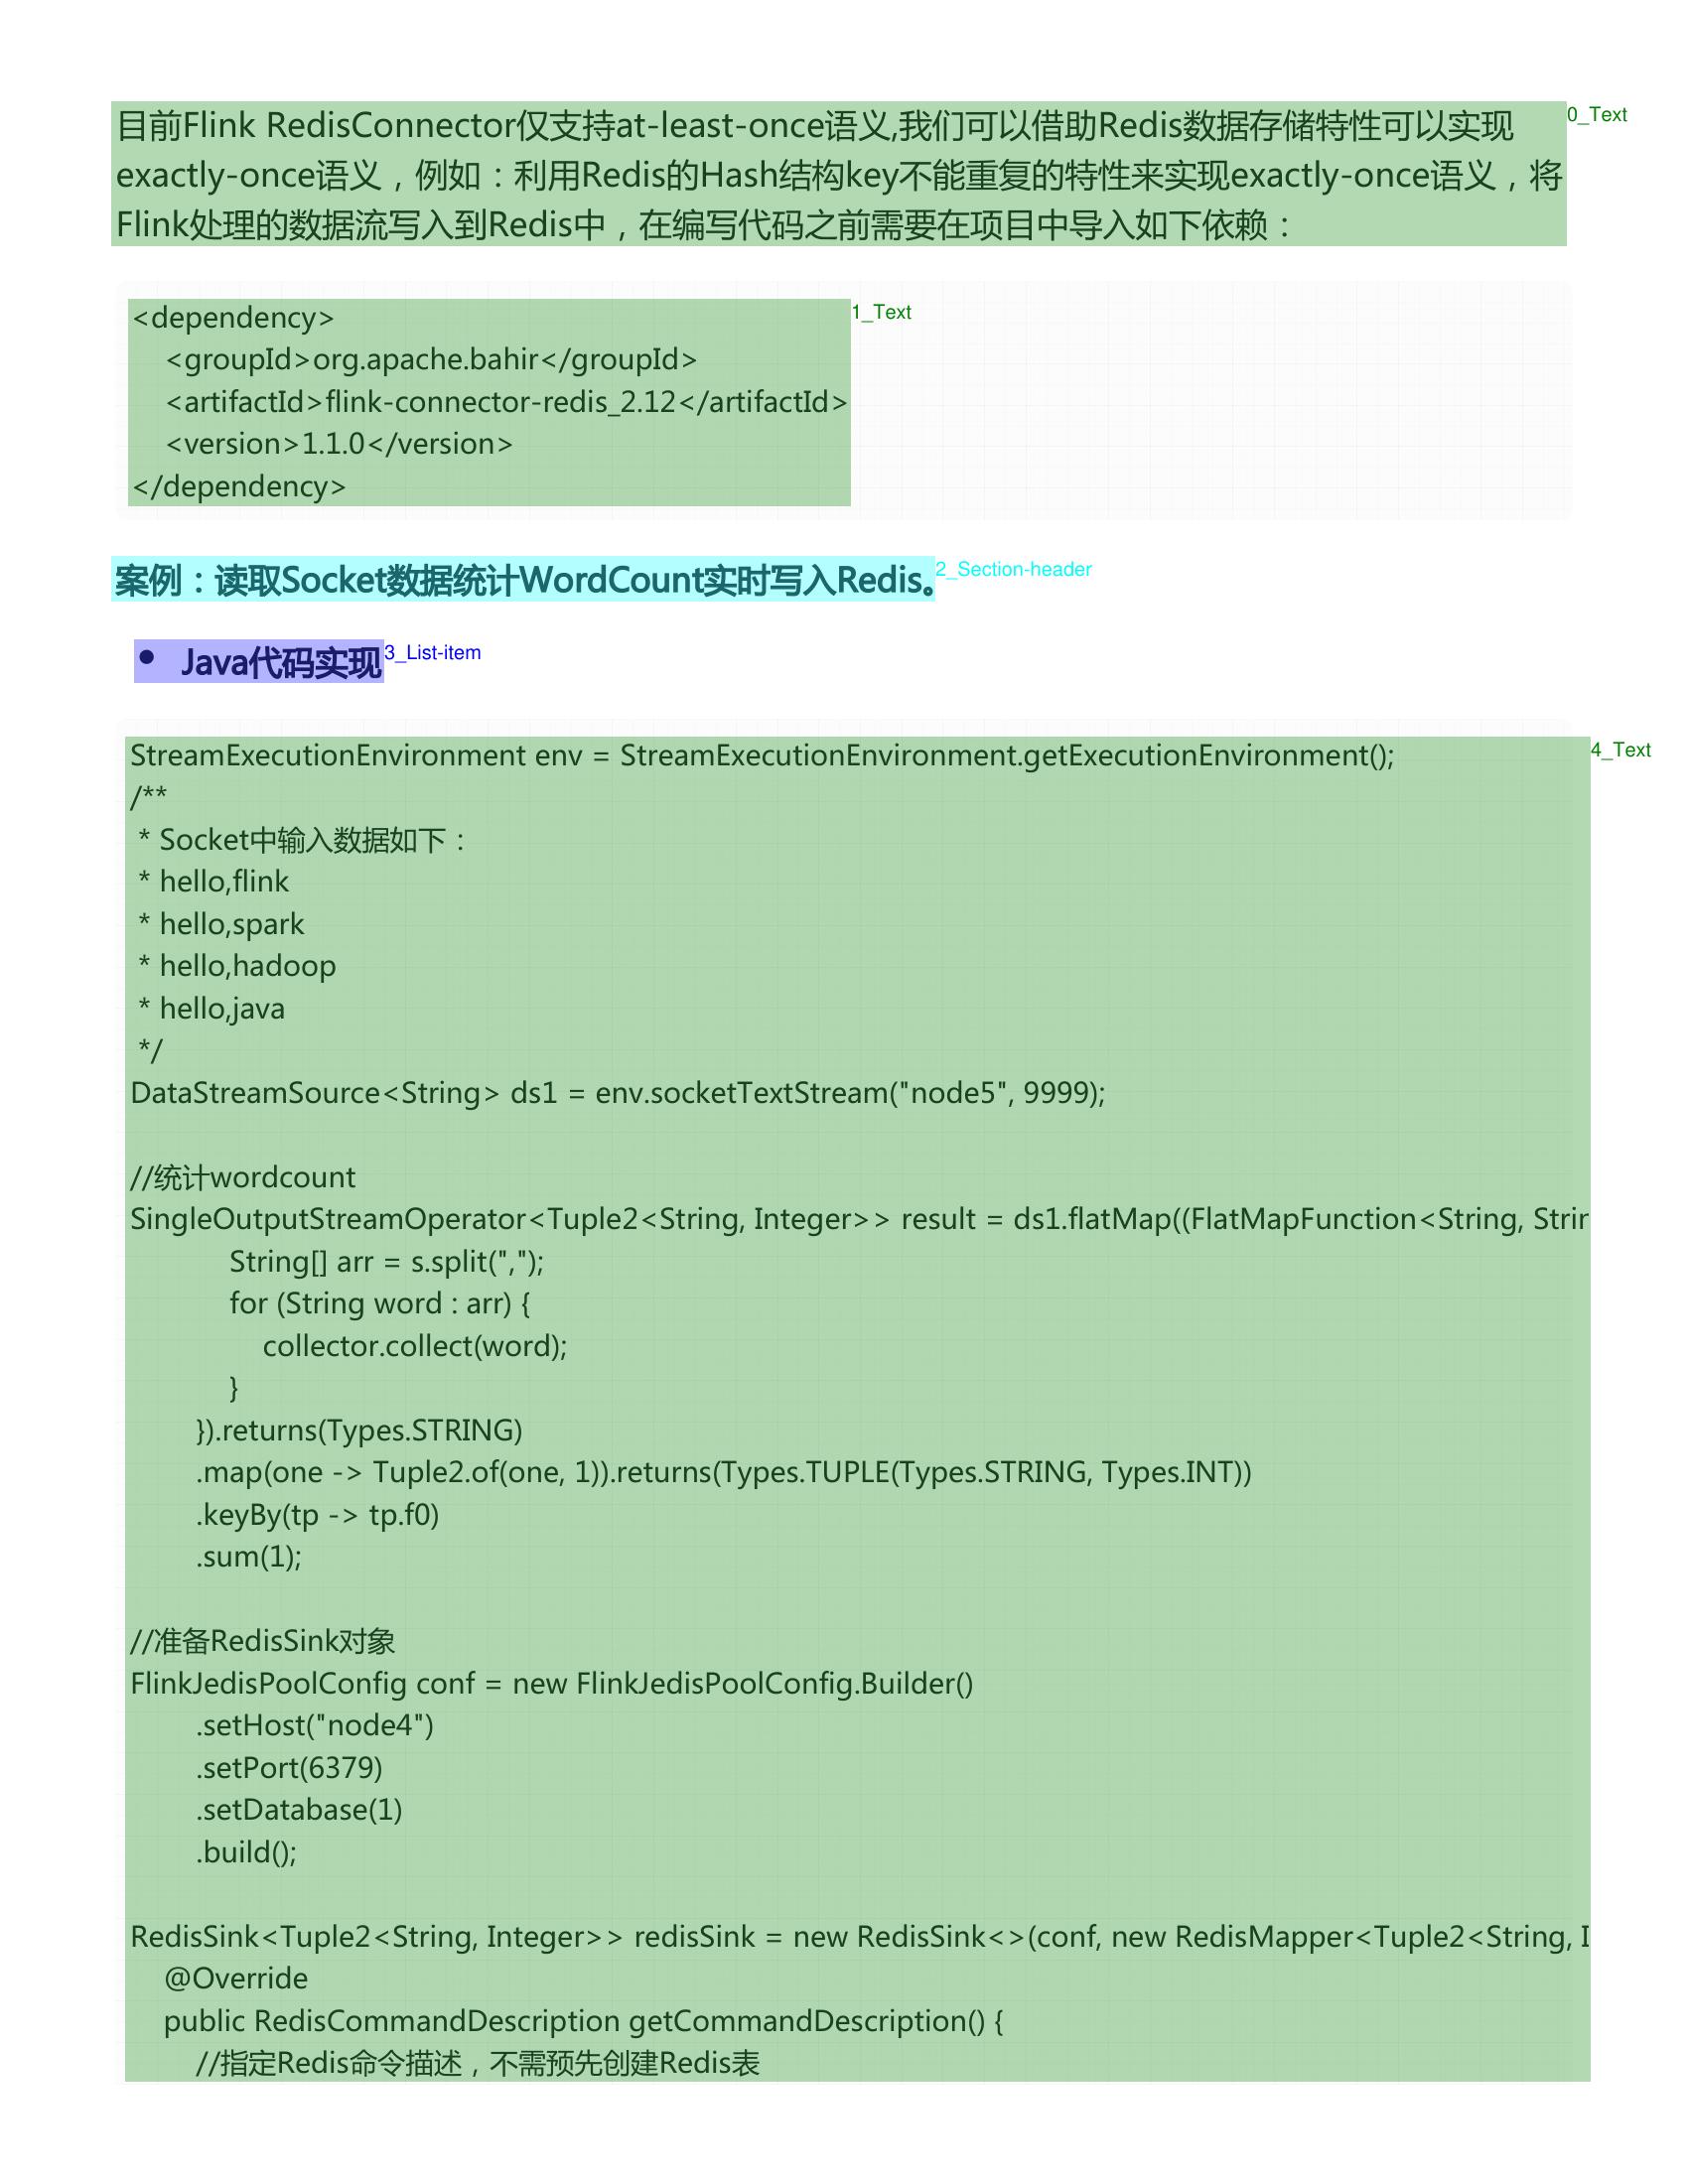 目前Flink RedisConnector仅支持at-least-once语义,我们可以借助Redis数据存储特性可以实现
exactly-once语义，例如：利用Redis的Hash结构key不能重复的特性来实现exactly-once语义，将
Flink处理的数据流写入到Redis中，在编写代码之前需要在项目中导入如下依赖：
0_Text
<dependency>
1_Text
    <groupId>org.apache.bahir</groupId>
    <artifactId>flink-connector-redis_2.12</artifactId>
    <version>1.1.0</version>
</dependency>
案例：读取Socket数据统计WordCount实时写入Redis。
2_Section-header
• Java代码实现
3_List-item
StreamExecutionEnvironment env = StreamExecutionEnvironment.getExecutionEnvironment();
4_Text
/**
 * Socket中输入数据如下：
 * hello,flink
 * hello,spark
 * hello,hadoop
 * hello,java
 */
DataStreamSource<String> ds1 = env.socketTextStream("node5", 9999);
//统计wordcount
SingleOutputStreamOperator<Tuple2<String, Integer>> result = ds1.flatMap((FlatMapFunction<String, Strin
            String[] arr = s.split(",");
            for (String word : arr) {
                collector.collect(word);
            }
        }).returns(Types.STRING)
        .map(one -> Tuple2.of(one, 1)).returns(Types.TUPLE(Types.STRING, Types.INT))
        .keyBy(tp -> tp.f0)
        .sum(1);
//准备RedisSink对象
FlinkJedisPoolConfig conf = new FlinkJedisPoolConfig.Builder()
        .setHost("node4")
        .setPort(6379)
        .setDatabase(1)
        .build();
RedisSink<Tuple2<String, Integer>> redisSink = new RedisSink<>(conf, new RedisMapper<Tuple2<String, I
    @Override
    public RedisCommandDescription getCommandDescription() {
        //指定Redis命令描述，不需预先创建Redis表